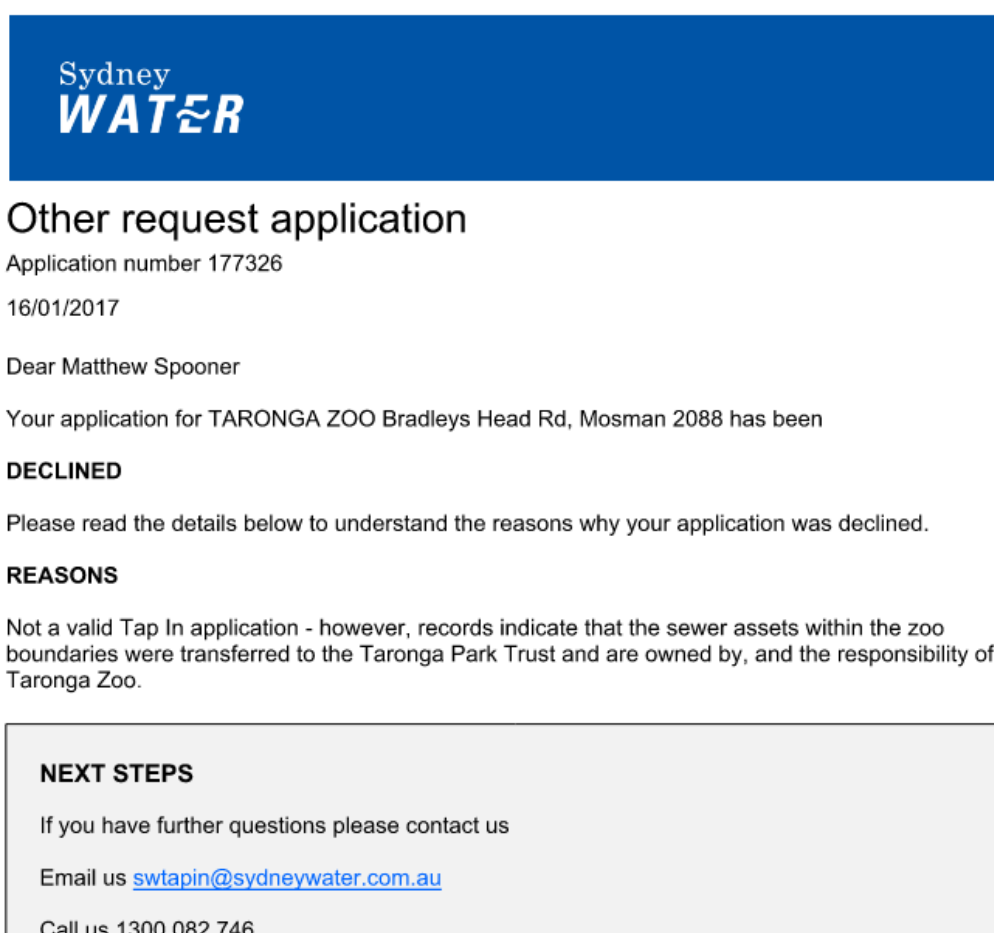 Sydney
WATER
Other request application
Application number 177326
16/01/2017
Dear Matthew Spooner
Your application for TARONGA ZOO Bradleys Head Rd, Mosman 2088 has been
DECLINED
Please read the details below to understand the reasons why your application was declined.
REASONS
Not a valid Tap In application - however, records indicate that the sewer assets within the zoo
boundaries were transferred to the Taronga Park Trust and are owned by, and the responsibility of
Taronga Zoo.
NEXT STEPS
If you have further questions please contact us
Email us swtapin@sydneywater.com.au
Call us 1300 082 746